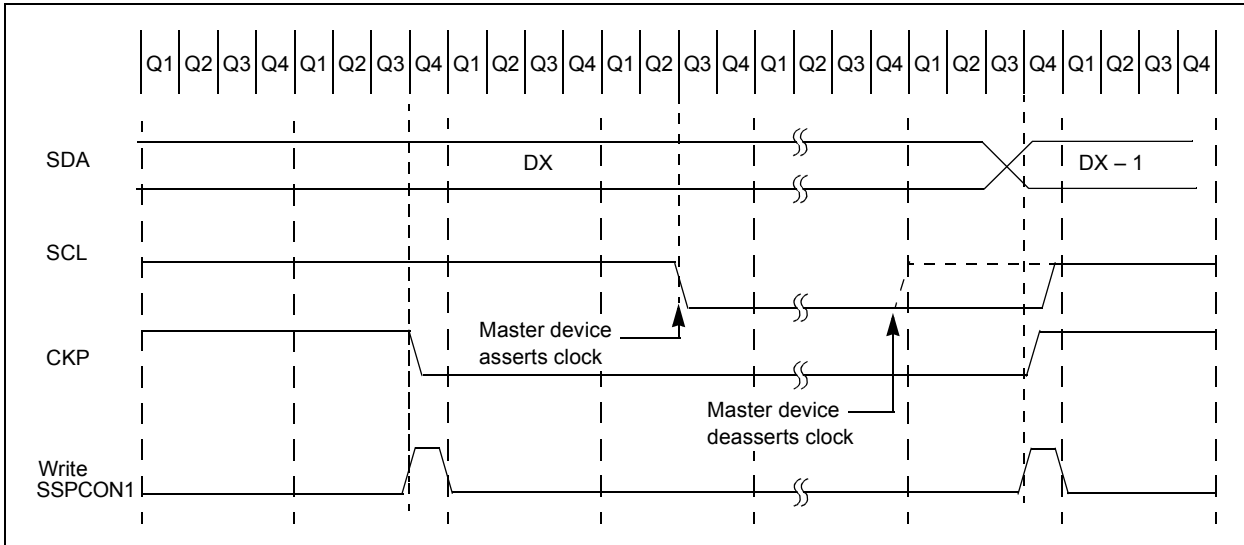 Q1 Q2 Q3 Q4 Q1 Q2 Q3 Q4 Q1 Q2 Q3 Q4 Q1 Q2 Q3 Q4 Q1 Q2 Q3 Q4 Q1 Q2 Q3 Q4 Q1 Q2 Q3 Q4
SDA
DX
DX – 1
SCL
Master device
asserts clock
CKP
Master device
deasserts clock
Write
SSPCON1